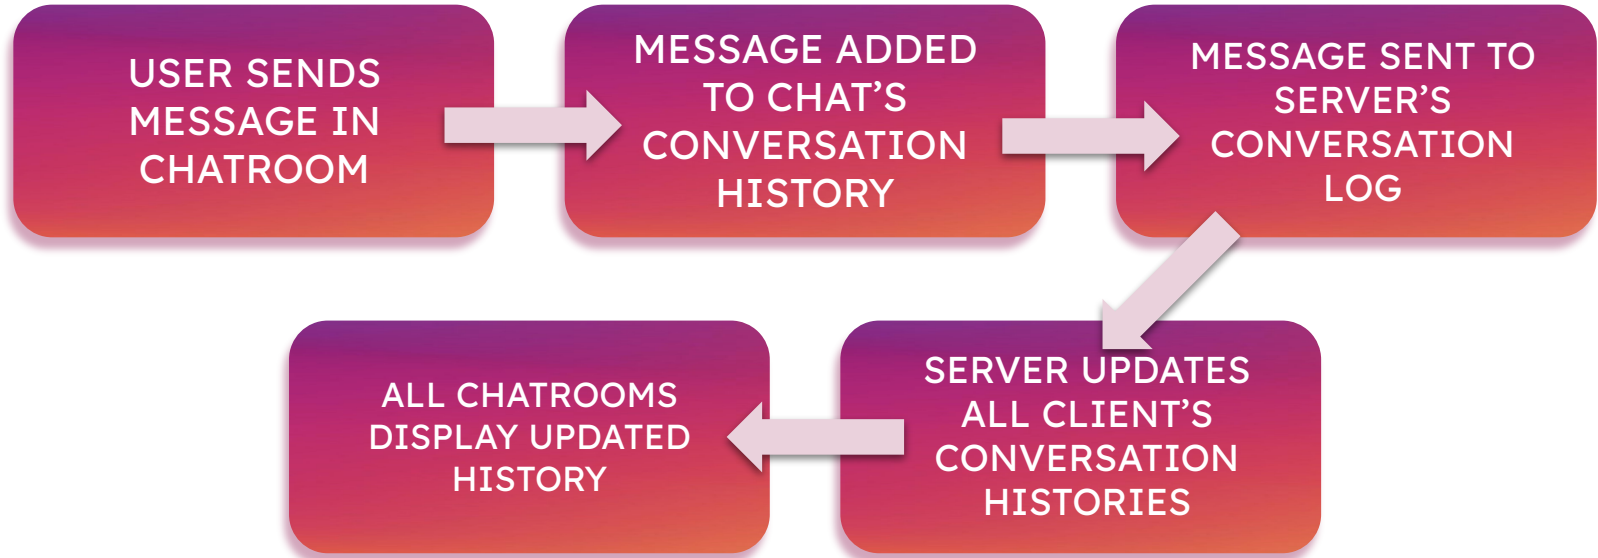 USER SENDS
MESSAGE IN
CHATROOM
MESSAGE ADDED
TO CHAT’S
CONVERSATION
HISTORY
MESSAGE SENT TO
SERVER’S
CONVERSATION
LOG
SERVER UPDATES
ALL CLIENT’S
CONVERSATION
HISTORIES
ALL CHATROOMS
DISPLAY UPDATED
HISTORY